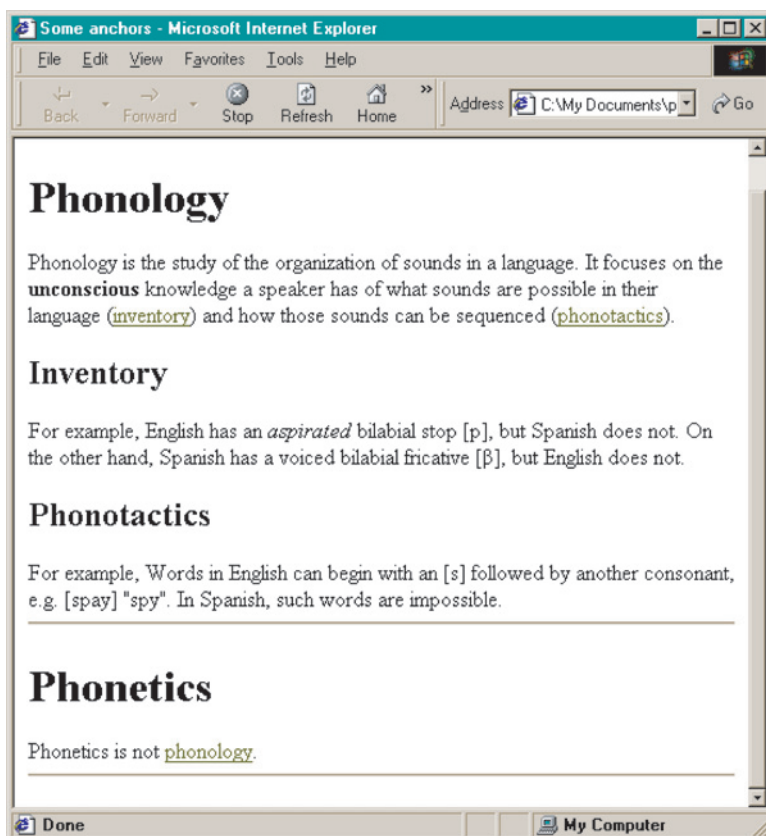 Some anchors - Microsoft Internet Explorer
File Edit View Favorites Tools Help
Back Forward Stop Refresh Home » Address C:\My Documents\p Go
Phonology
Phonology is the study of the organization of sounds in a language. It focuses on the
unconscious knowledge a speaker has of what sounds are possible in their
language (inventory) and how those sounds can be sequenced (phonotactics).
Inventory
For example, English has an aspirated bilabial stop [p], but Spanish does not. On
the other hand, Spanish has a voiced bilabial fricative [β], but English does not.
Phonotactics
For example, Words in English can begin with an [s] followed by another consonant,
e.g. [spay] "spy". In Spanish, such words are impossible.
Phonetics
Phonetics is not phonology.
Done My Computer